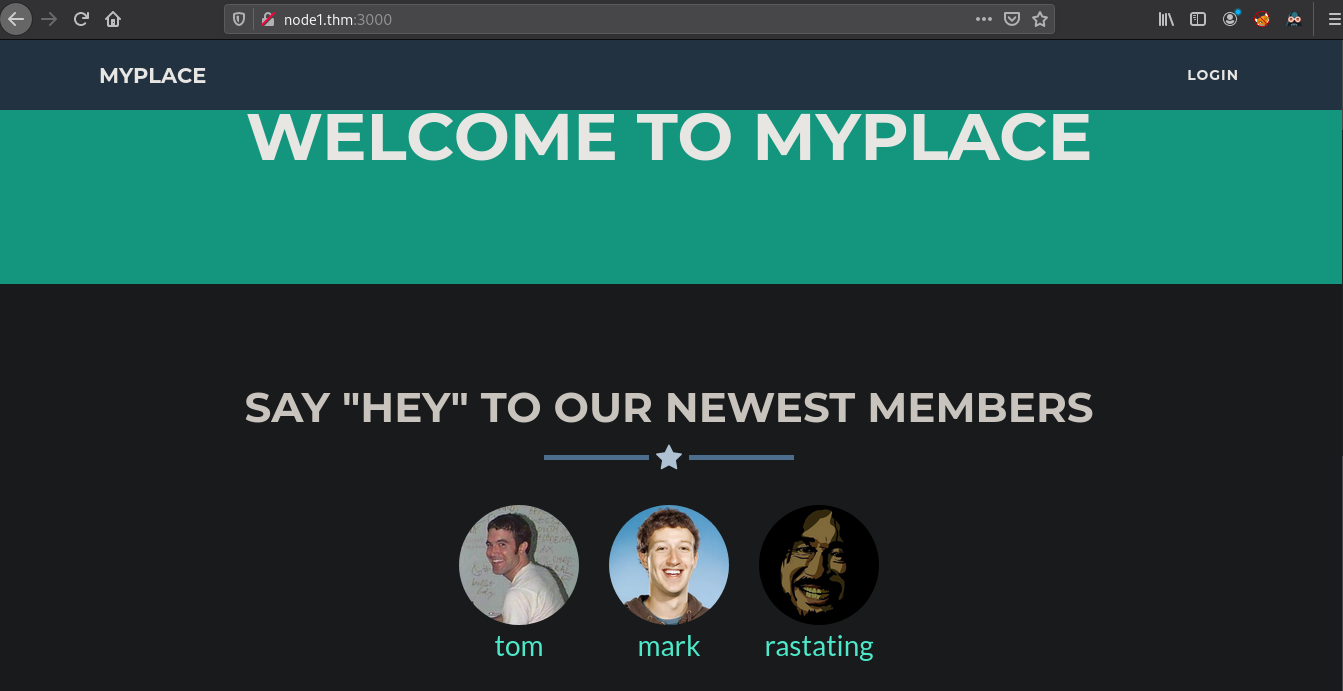 node1.thm:3000
MYPLACE
LOGIN
WELCOME TO MYPLACE
SAY "HEY" TO OUR NEWEST MEMBERS
tom
mark
rastating